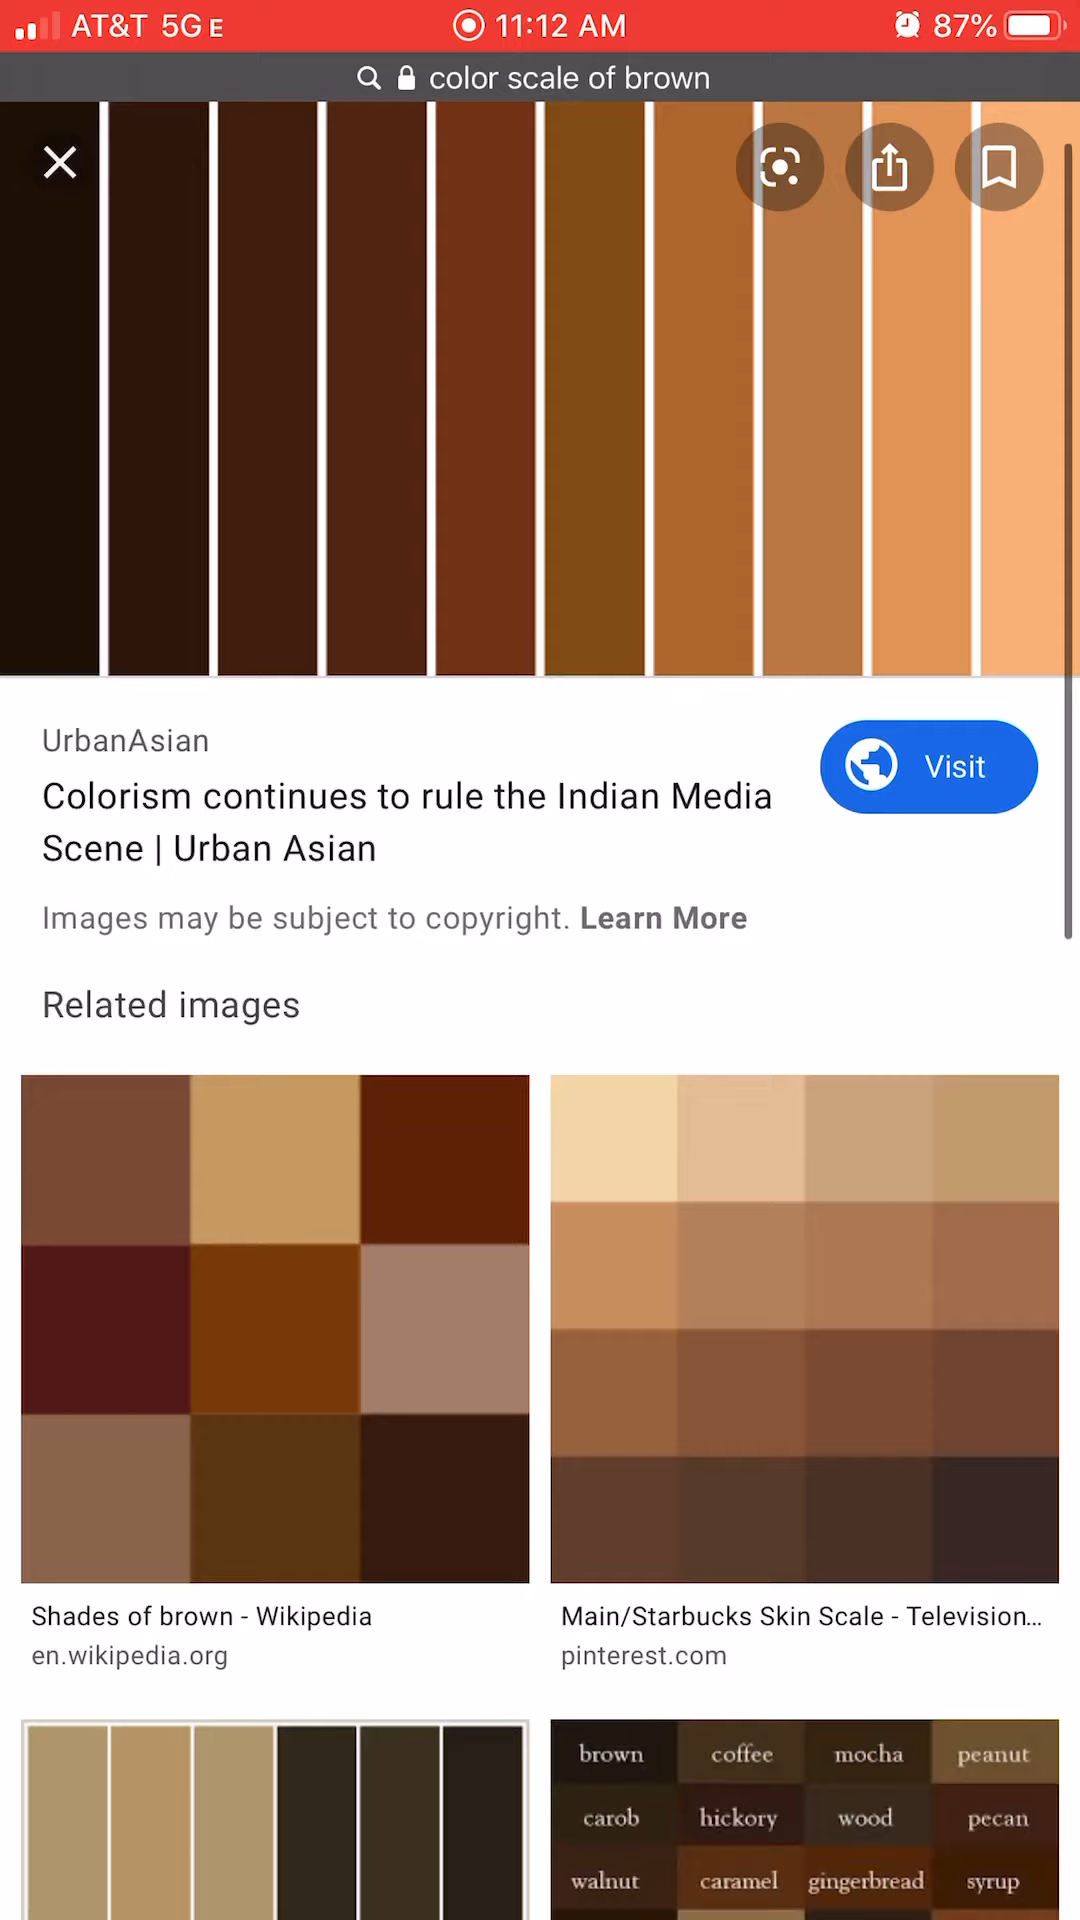 AT&T 5GE 11:12 AM 87%
color scale of brown
UrbanAsian
Visit
Colorism continues to rule the Indian Media
Scene | Urban Asian
Images may be subject to copyright. Learn More
Related images
Shades of brown - Wikipedia
en.wikipedia.org
Main/Starbucks Skin Scale - Television...
pinterest.com
brown coffee mocha peanut
carob hickory wood pecan
walnut caramel gingerbread syrup